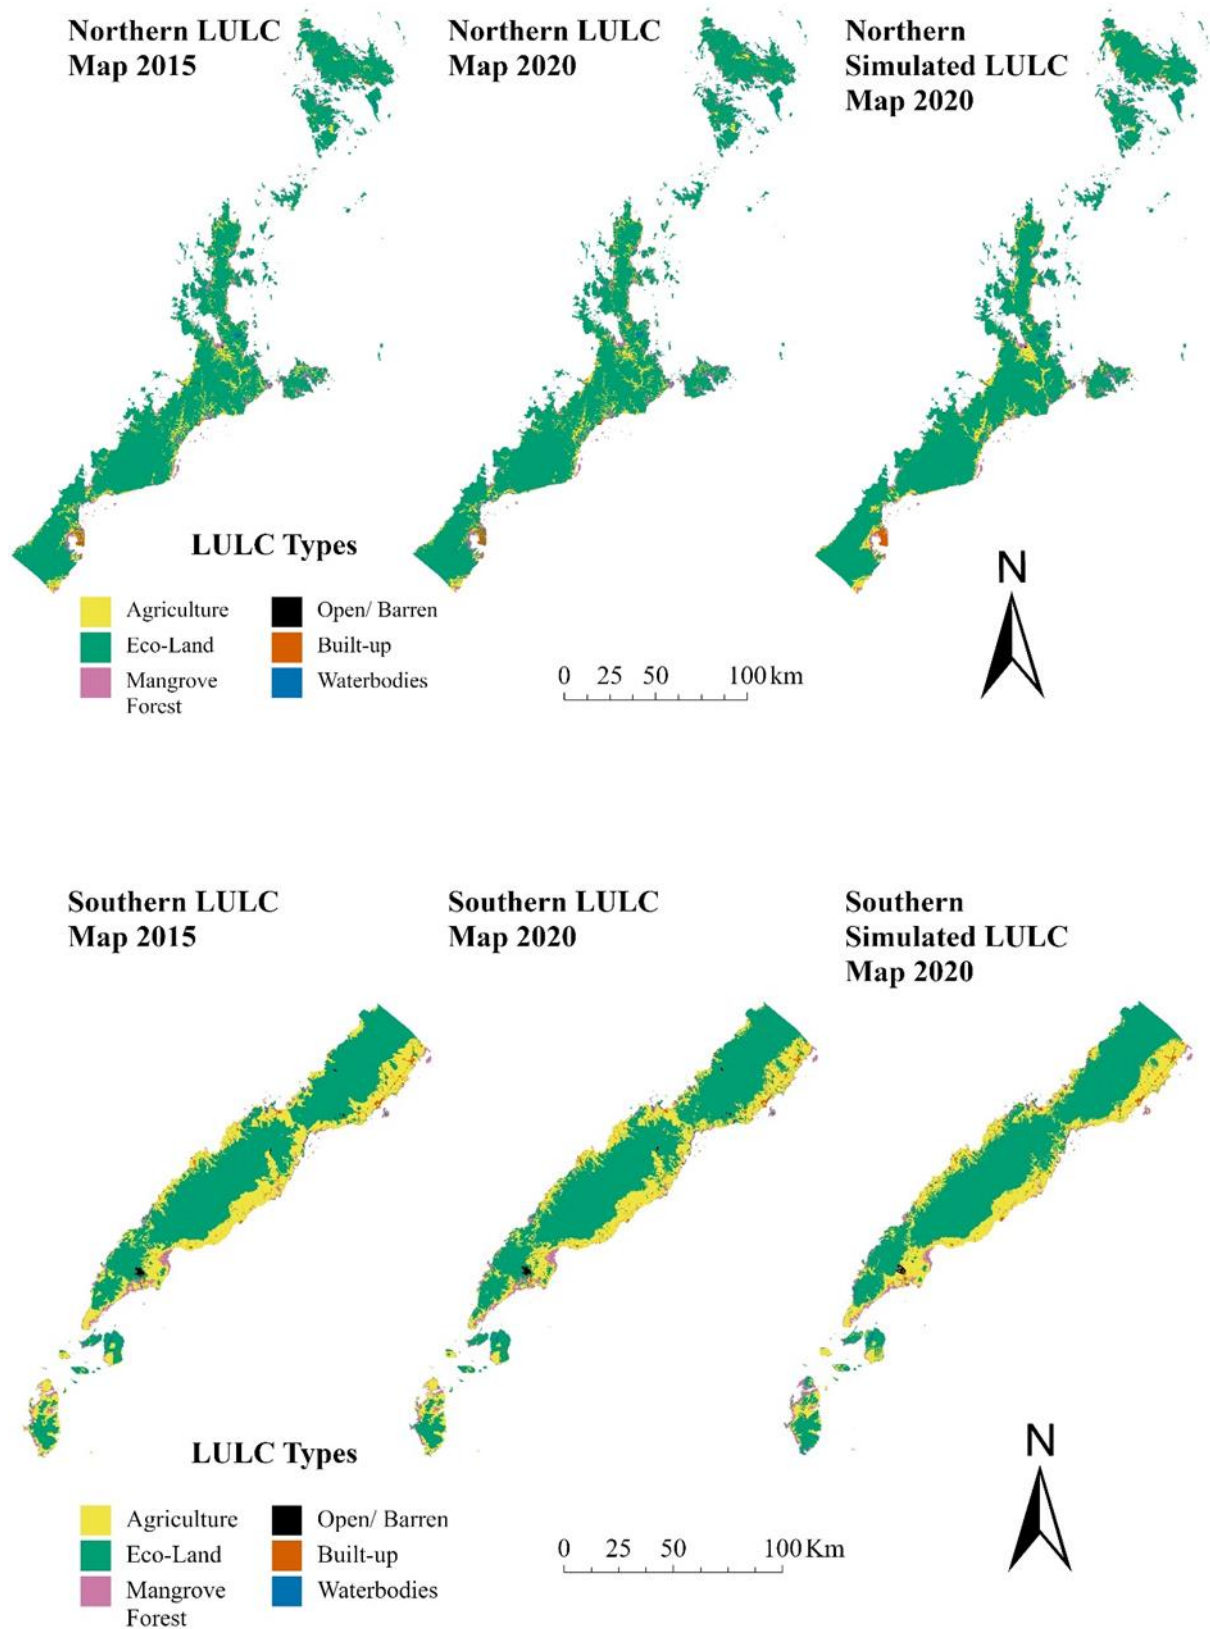 Northern LULC
Map 2015
Northern LULC
Map 2020
Northern
Simulated LULC
Map 2020
LULC Types
Agriculture
Eco-Land
Mangrove
Forest
Open/ Barren
Built-up
Waterbodies
0 25 50 100 km
N
Southern LULC
Map 2015
Southern LULC
Map 2020
Southern
Simulated LULC
Map 2020
LULC Types
Agriculture
Eco-Land
Mangrove
Forest
Open/ Barren
Built-up
Waterbodies
0 25 50 100 Km
N